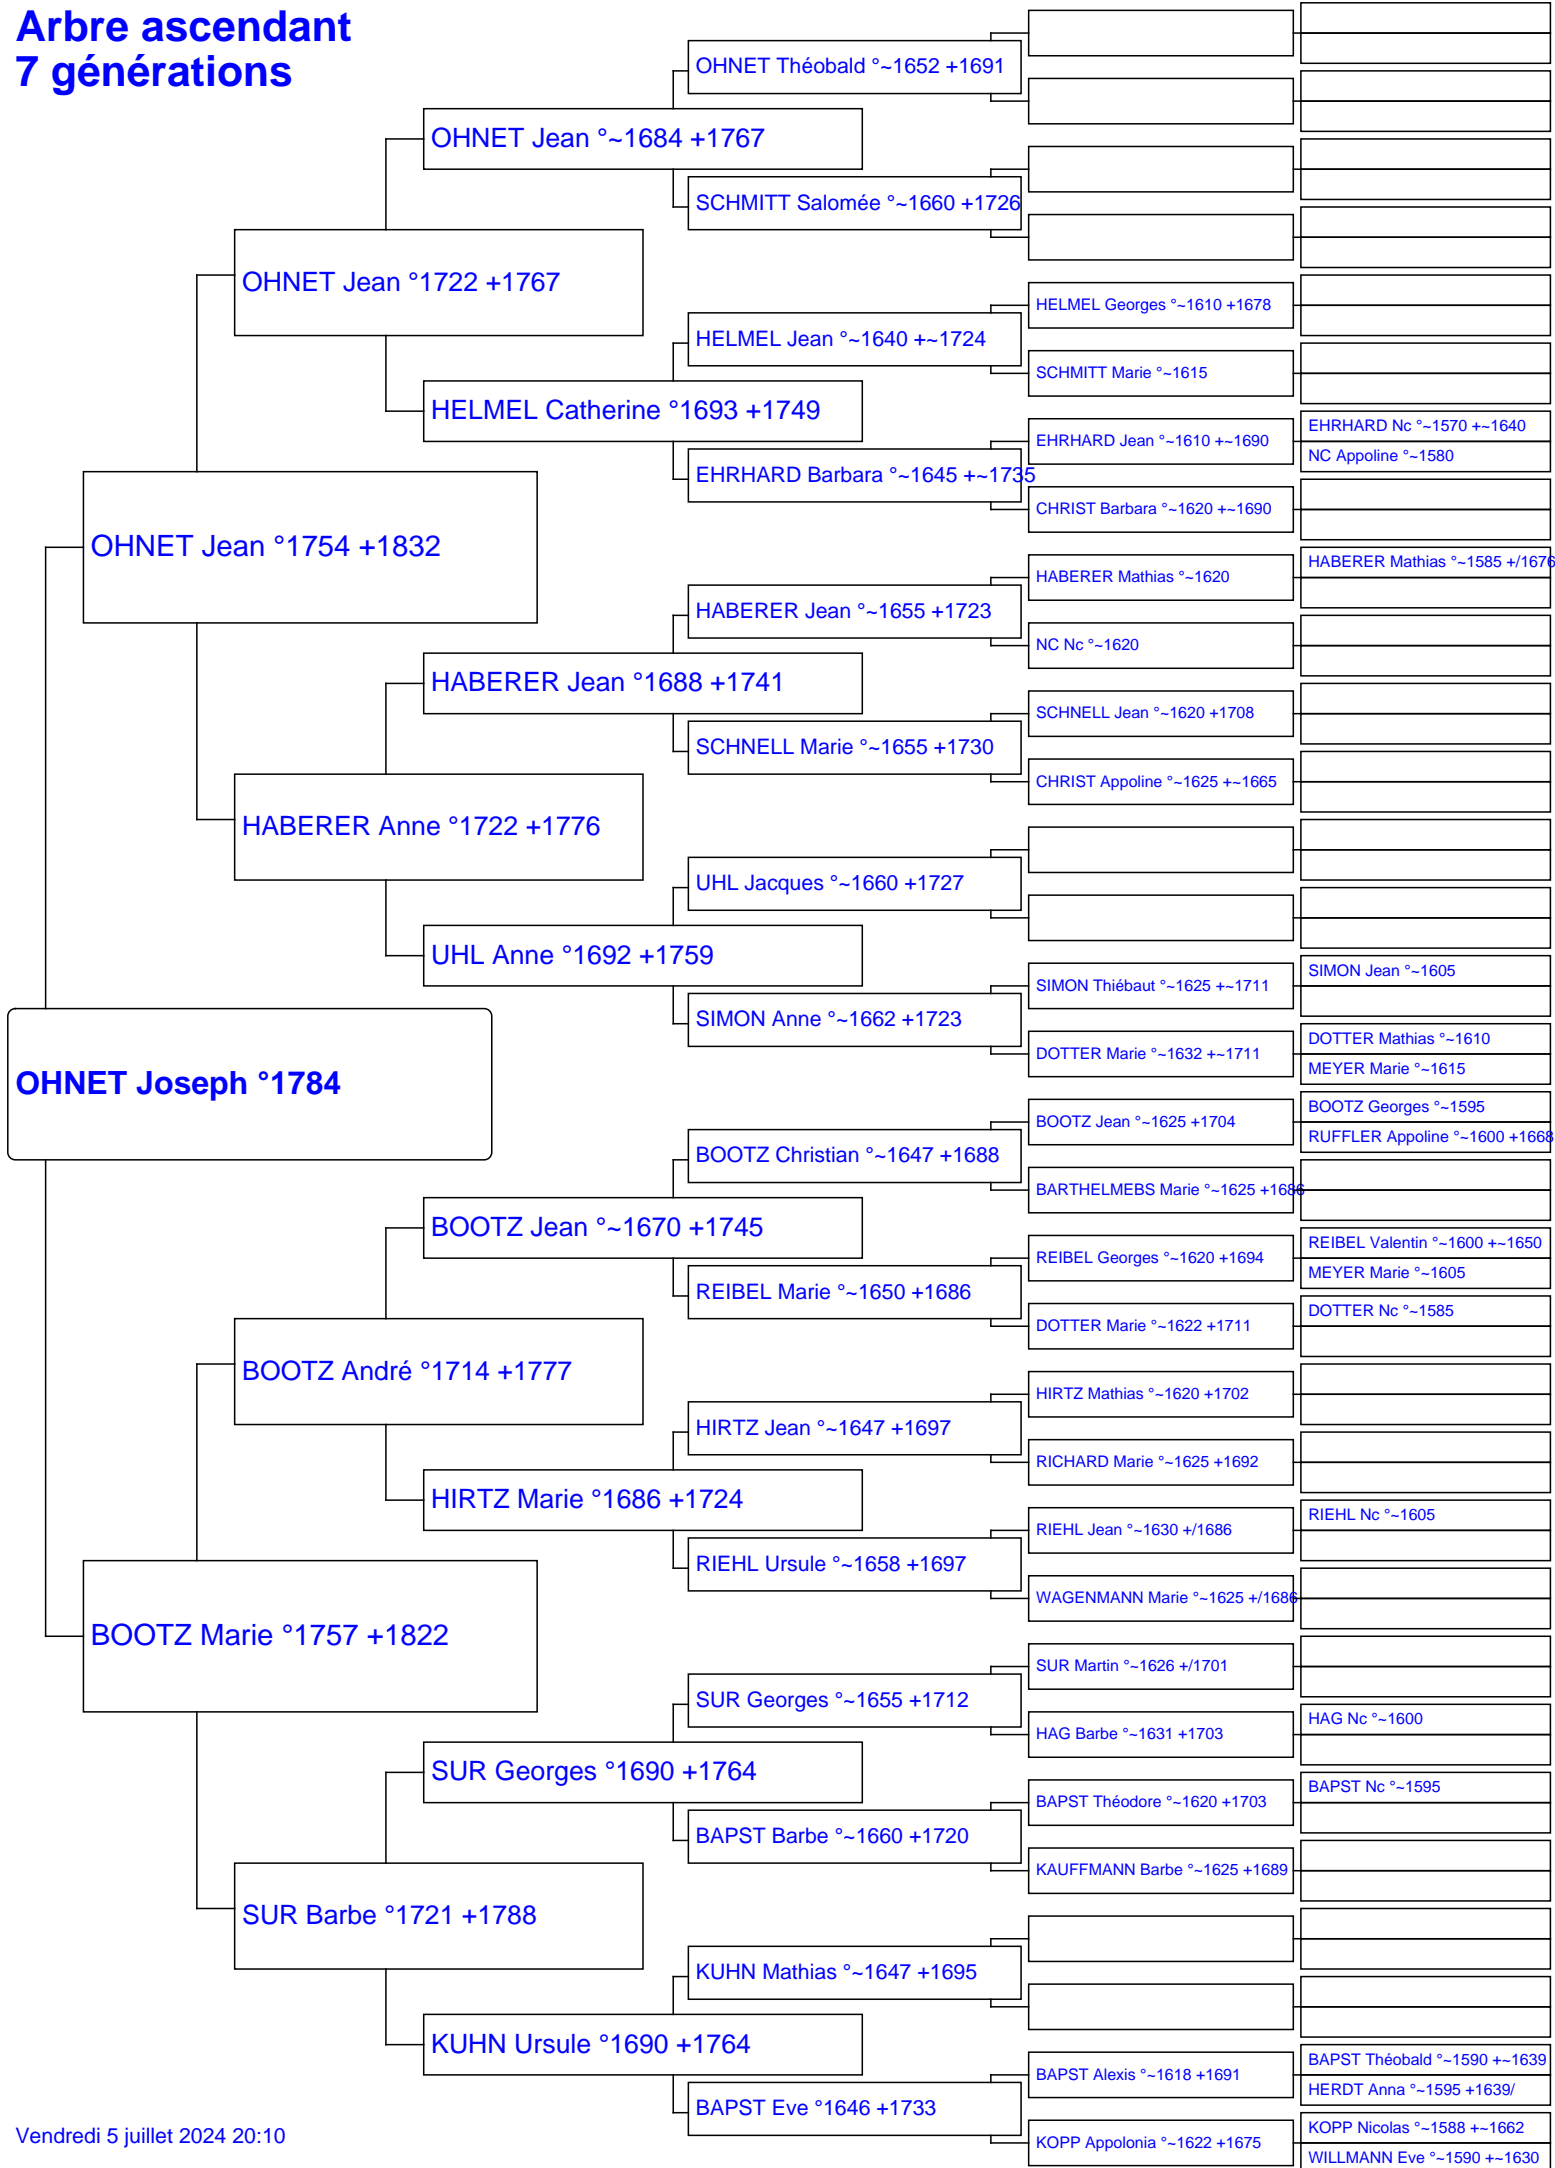 Arbre ascendant
7 générations
OHNET Théobald °~1652 +1691
OHNET Jean °~1684 +1767
SCHMITT Salomée °~1660 +1726
OHNET Jean °1722 +1767
HELMEL Georges °~1610 +1678
HELMEL Jean °~1640 +~1724
SCHMITT Marie °~1615
HELMEL Catherine °1693 +1749
EHRHARD Nc °~1570 +~1640
EHRHARD Jean °~1610 +~1690
NC Appoline °~1580
EHRHARD Barbara °~1645 +~1735
CHRIST Barbara °~1620 +~1690
OHNET Jean °1754 +1832
HABERER Mathias °~1585 +/1676
HABERER Mathias °~1620
HABERER Jean °~1655 +1723
NC Nc °~1620
HABERER Jean °1688 +1741
SCHNELL Jean °~1620 +1708
SCHNELL Marie °~1655 +1730
CHRIST Appoline °~1625 +~1665
HABERER Anne °1722 +1776
UHL Jacques °~1660 +1727
UHL Anne °1692 +1759
SIMON Jean °~1605
SIMON Thiébaut °~1625 +~1711
SIMON Anne °~1662 +1723
DOTTER Mathias °~1610
DOTTER Marie °~1632 +~1711
MEYER Marie °~1615
OHNET Joseph °1784
BOOTZ Georges °~1595
BOOTZ Jean °~1625 +1704
RUFFLER Appoline °~1600 +1668
BOOTZ Christian °~1647 +1688
BARTHELMEBS Marie °~1625 +1686
BOOTZ Jean °~1670 +1745
REIBEL Valentin °~1600 +~1650
REIBEL Georges °~1620 +1694
MEYER Marie °~1605
REIBEL Marie °~1650 +1686
DOTTER Nc °~1585
DOTTER Marie °~1622 +1711
BOOTZ André °1714 +1777
HIRTZ Mathias °~1620 +1702
HIRTZ Jean °~1647 +1697
RICHARD Marie °~1625 +1692
HIRTZ Marie °1686 +1724
RIEHL Nc °~1605
RIEHL Jean °~1630 +/1686
RIEHL Ursule °~1658 +1697
WAGENMANN Marie °~1625 +/1686
BOOTZ Marie °1757 +1822
SUR Martin °~1626 +/1701
SUR Georges °~1655 +1712
HAG Nc °~1600
HAG Barbe °~1631 +1703
SUR Georges °1690 +1764
BAPST Nc °~1595
BAPST Théodore °~1620 +1703
BAPST Barbe °~1660 +1720
KAUFFMANN Barbe °~1625 +1689
SUR Barbe °1721 +1788
KUHN Mathias °~1647 +1695
KUHN Ursule °1690 +1764
BAPST Théobald °~1590 +~1639
BAPST Alexis °~1618 +1691
HERDT Anna °~1595 +1639/
BAPST Eve °1646 +1733
KOPP Nicolas °~1588 +~1662
KOPP Appolonia °~1622 +1675
WILLMANN Eve °~1590 +~1630
Vendredi 5 juillet 2024 20:10